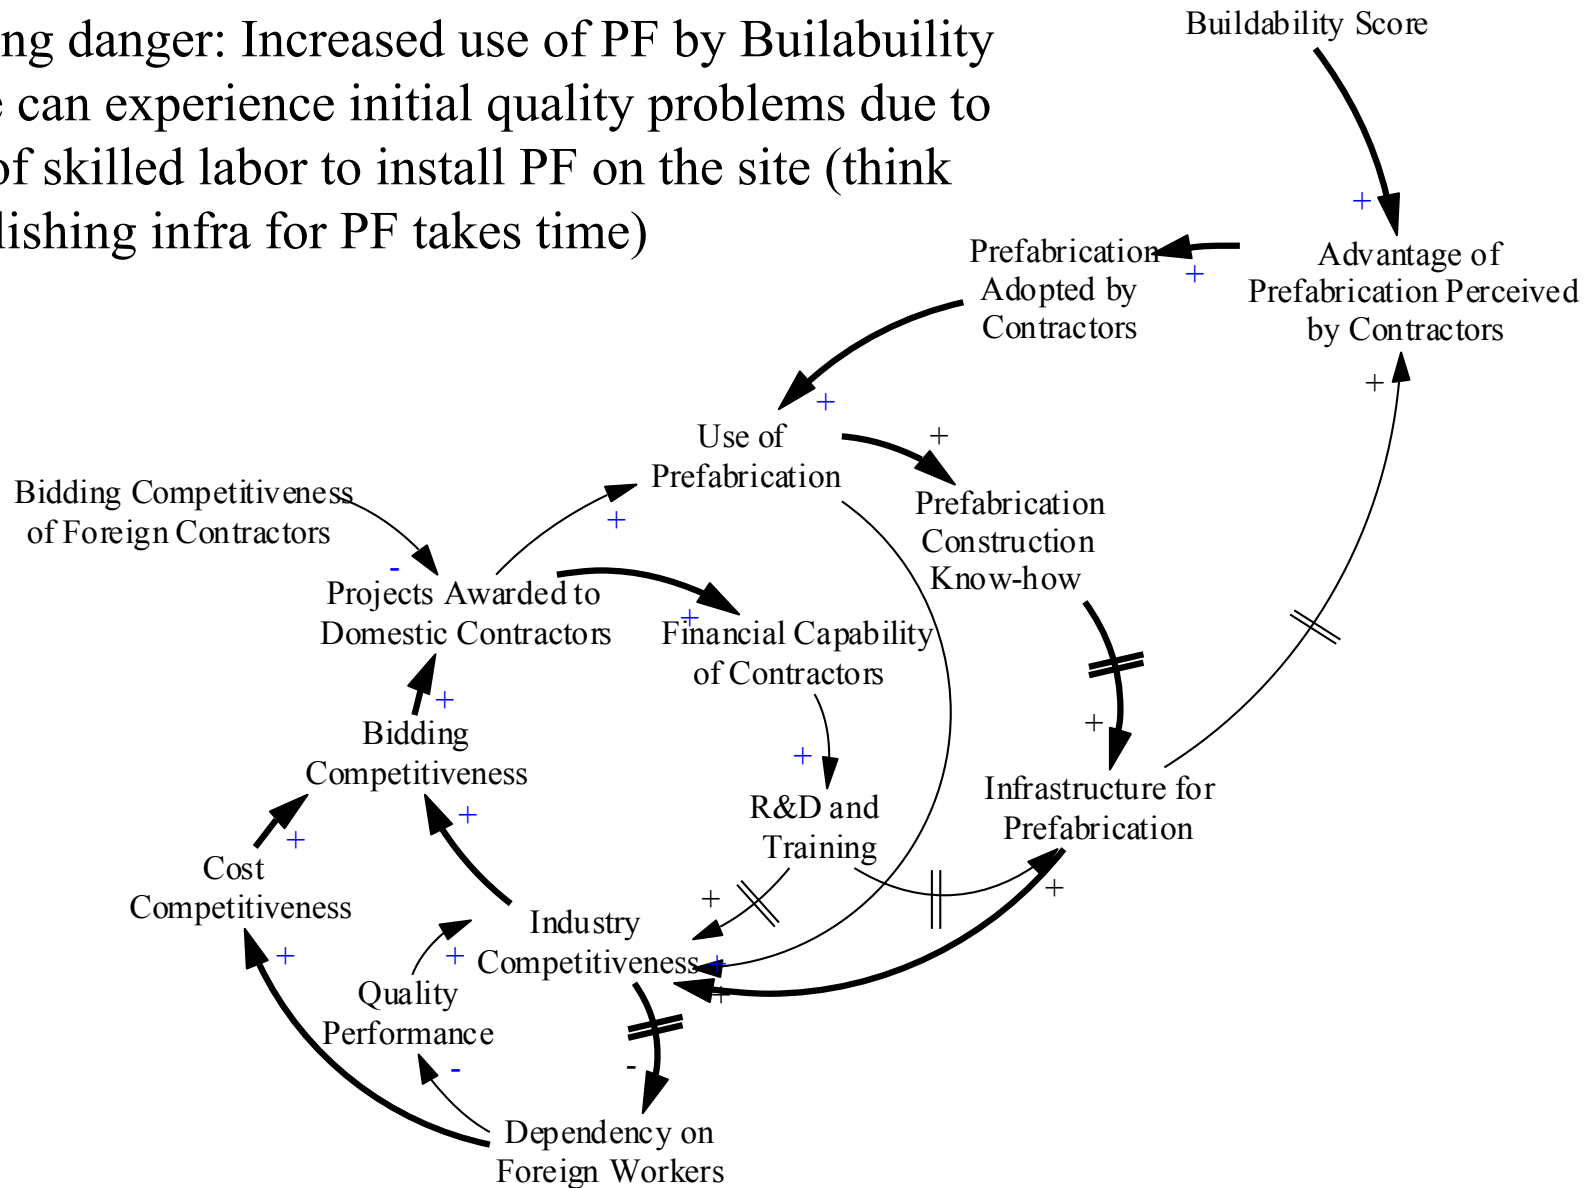 ng danger: Increased use of PF by Builabuility
can experience initial quality problems due to
of skilled labor to install PF on the site (think
lishing infra for PF takes time)
Buildability Score
+
Advantage of
Prefabrication Perceived
by Contractors
+
Prefabrication
Adopted by
Contractors
+
+
Use of
Prefabrication
+
Prefabrication
Construction
Know-how
Bidding Competitiveness
of Foreign Contractors
+
-
Projects Awarded to
Domestic Contractors
+
Financial Capability
of Contractors
+
Bidding
Competitiveness
+
+
R&D and
Training
+
Infrastructure for
Prefabrication
+
+
Cost
Competitiveness
+
Industry
Competitiveness
+
+
+
+
Quality
Performance
-
-
Dependency on
Foreign Workers